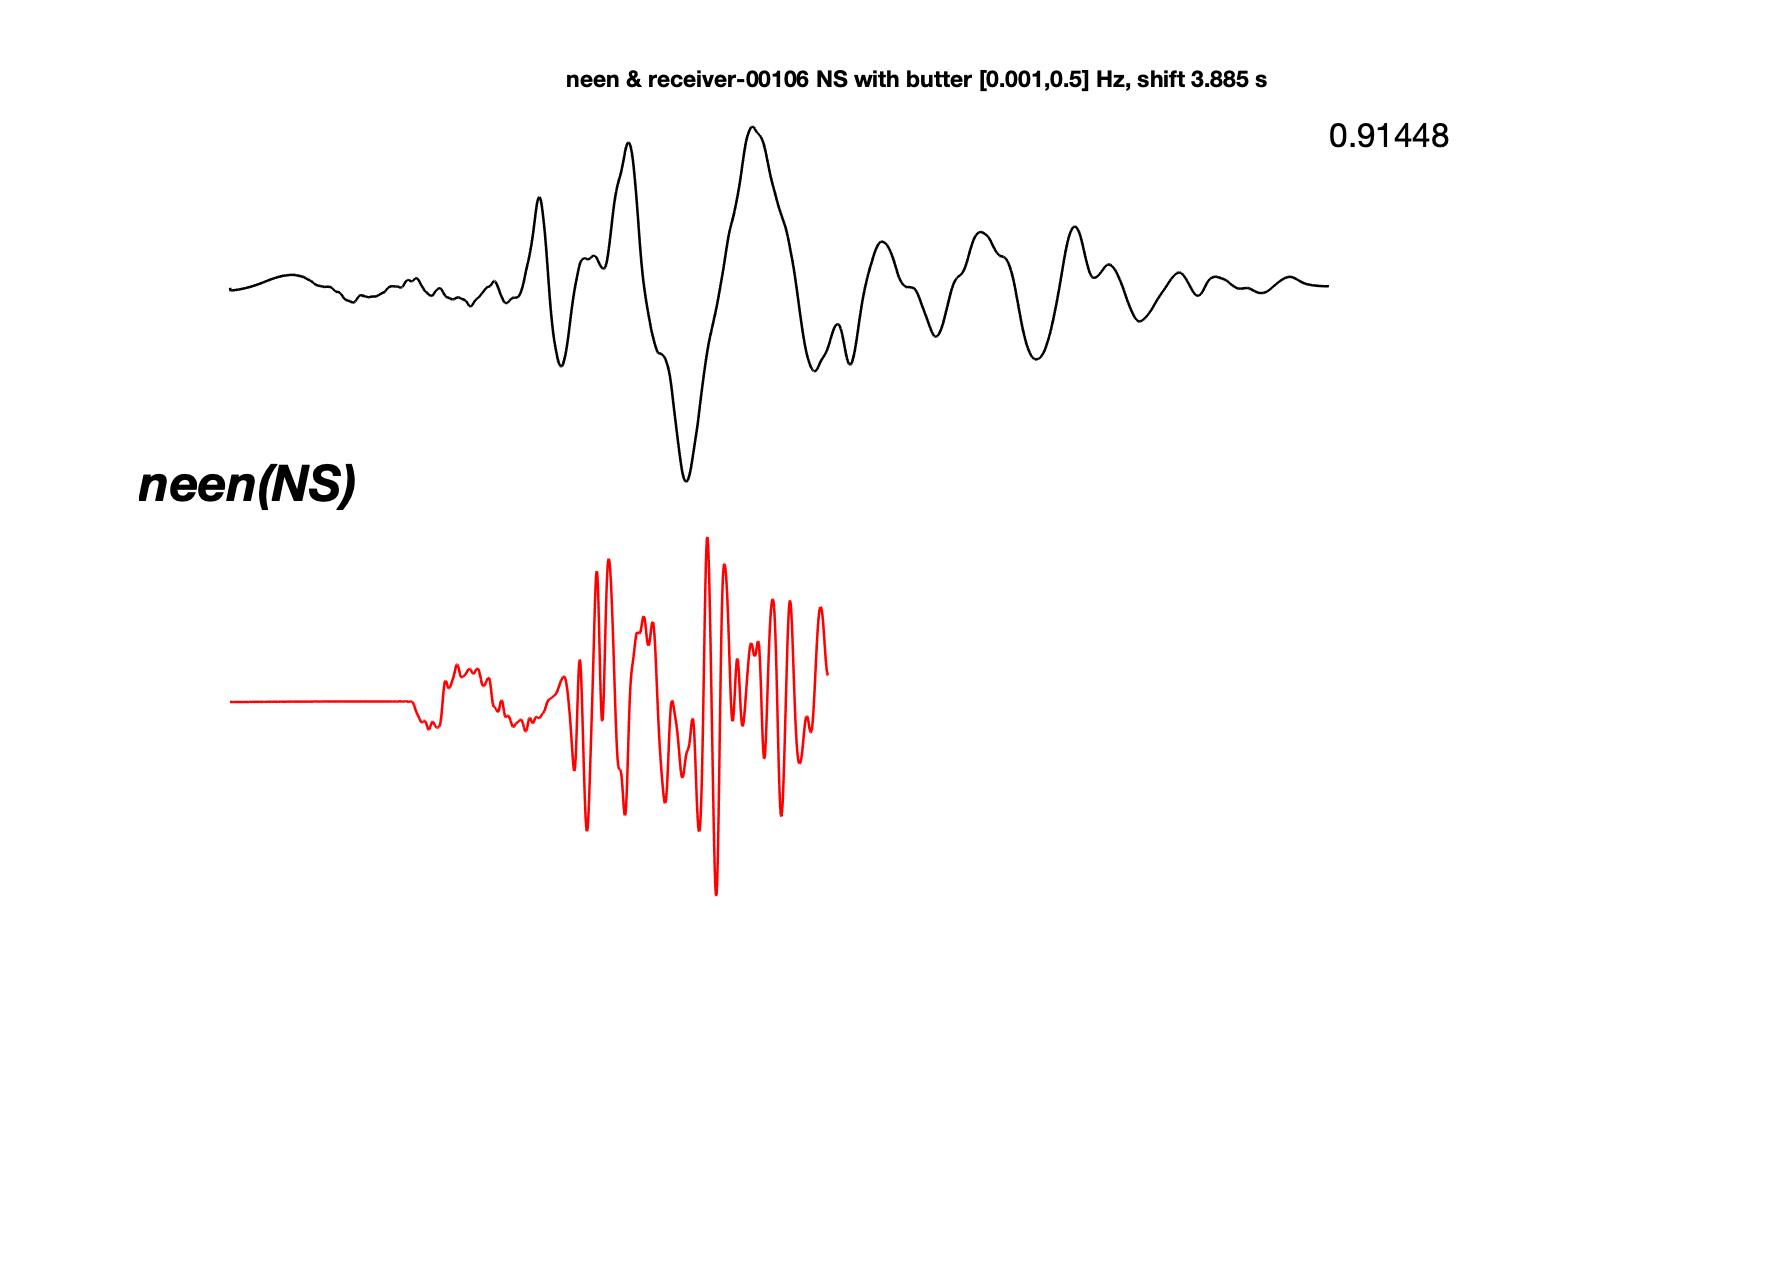 neen & receiver-00106 NS with butter [0.001,0.5] Hz, shift 3.885 s
0.91448
neen(NS)